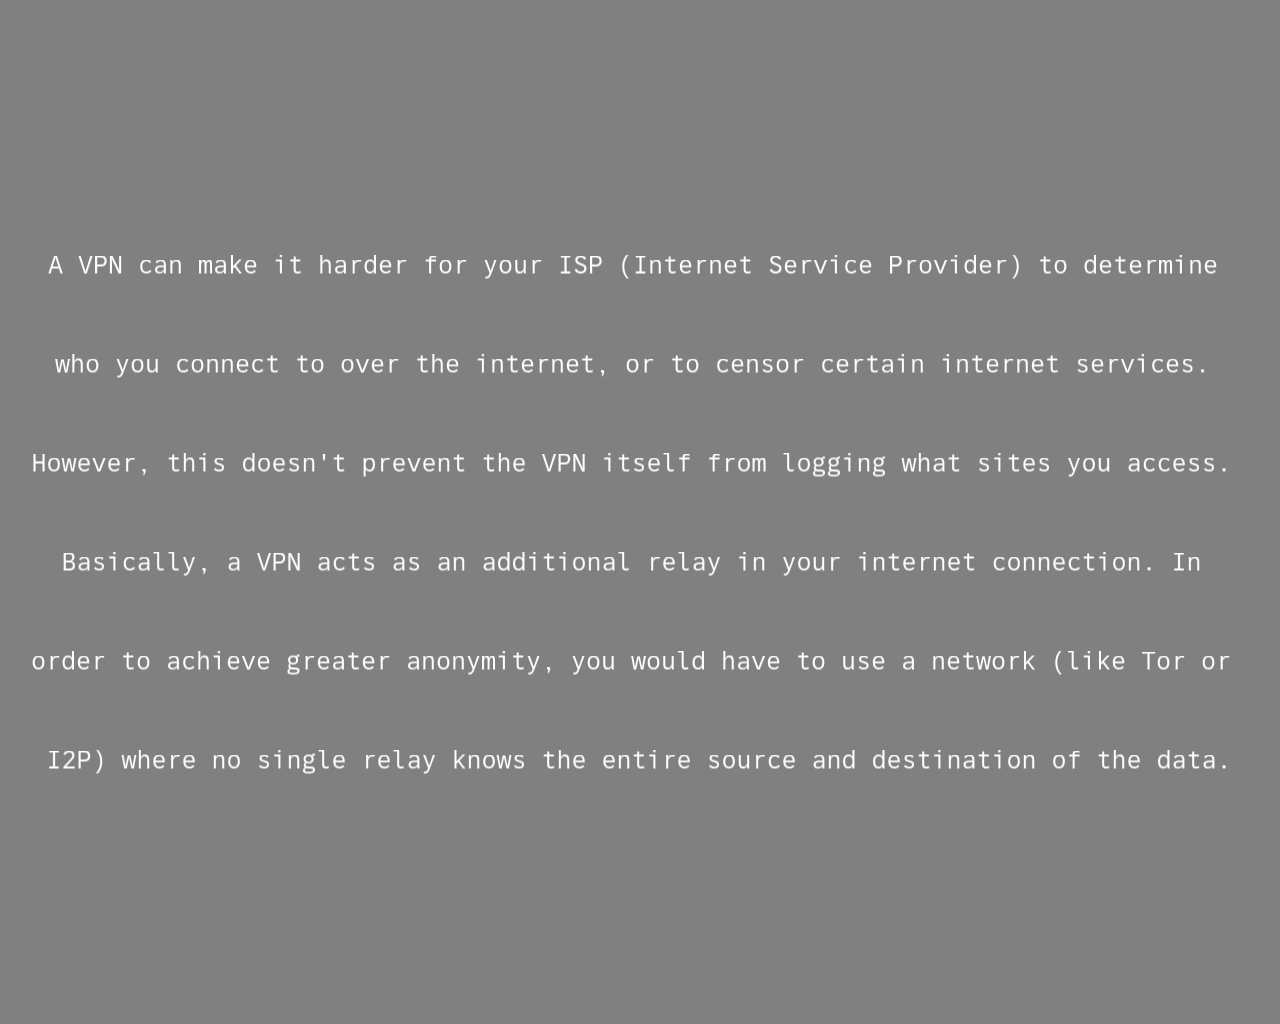 A VPN can make it harder for your ISP (Internet Service Provider) to determine
who you connect to over the internet, or to censor certain internet services.
However, this doesn't prevent the VPN itself from logging what sites you access.
Basically, a VPN acts as an additional relay in your internet connection. In
order to achieve greater anonymity, you would have to use a network (like Tor or
I2P) where no single relay knows the entire source and destination of the data.